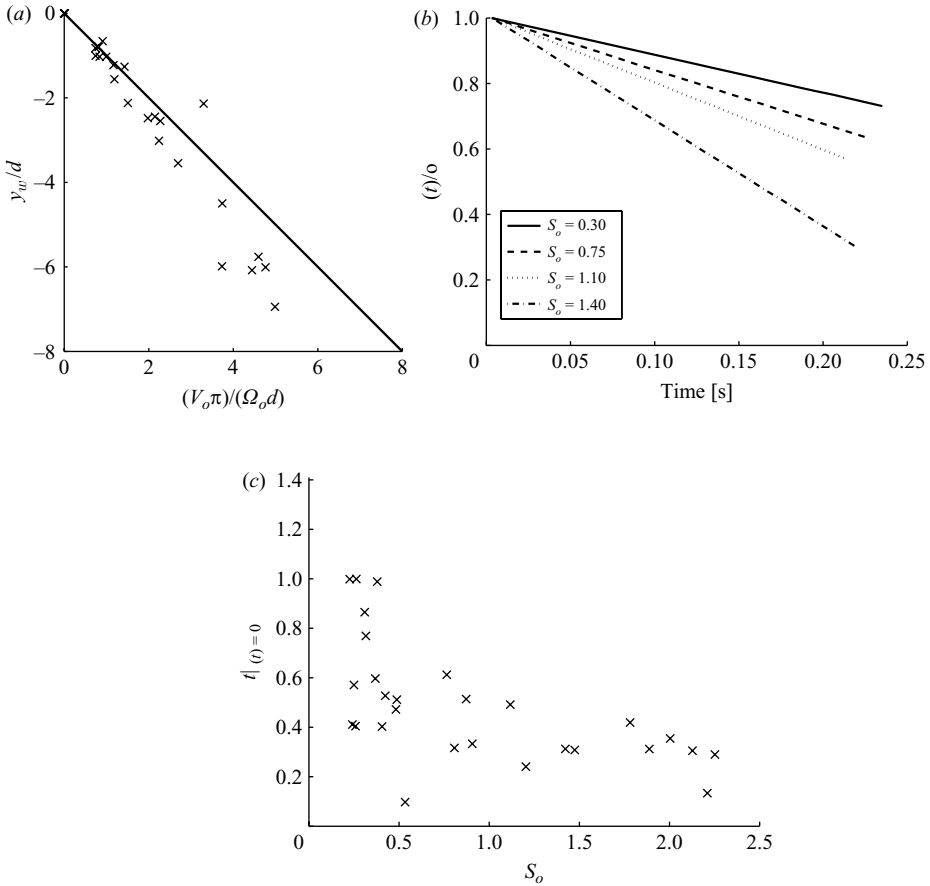 (a)
0
−2
−4
−6
−8
y_w/d
0 2 4 6 8
(V_oπ)/(Ω_od)
(b)
1.0
0.8
0.6
0.4
0.2
(t)/o
S_o = 0.30
S_o = 0.75
S_o = 1.10
S_o = 1.40
0 0.05 0.10 0.15 0.20 0.25
Time [s]
(c)
1.4
1.2
1.0
0.8
0.6
0.4
0.2
t| (t) = 0
0 0.5 1.0 1.5 2.0 2.5
S_o